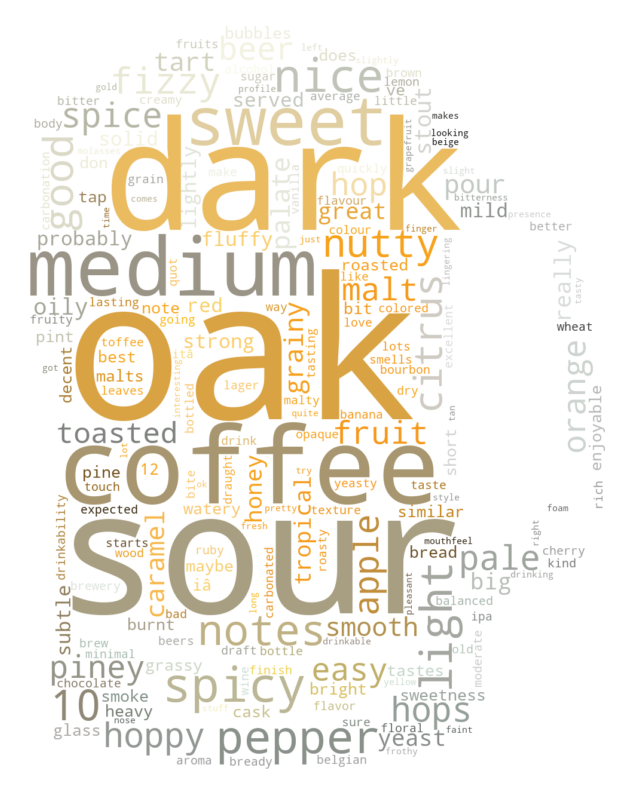 bubbles
fruits beer left does slightly
tart alcohol
fizzy sugar nice lemon brown
gold profile average ve
bitter creamy served little
body spice sweet stout makes
solid looking
beige
carbonation good don molasses lightly palate vanilla grapefruit
dark
grain make quickly hop slight
tap comes pour bitterness
time flavour mild presence
great
probably fluffy colour finger better
medium quot just nutty lingering really tasty
roasted
like
oily lasting note red way malt citrus excellent
fruity going bit colored
pint love wheat
oak
toffee strong grainy tasting lots
best itâ smells orange
got decent interesting bourbon
malts lager dry
leaves bottled malty
quite banana tan
toasted drink opaque fruit short rich enjoyable
coffee
lot
pine 12 bite draught honey try yeasty taste
touch ok pretty style
expected watery tropical texture similar foam
fresh
sour
drinkability starts right
wood ruby roasty mouthfeel
bread cherry
maybe pale kind
brewery caramel iâ carbonated apple pleasant big drinking
long balanced
bad
subtle burnt notes smooth light ipa
brew beers draft bottle drinkable old moderate
minimal
piney grassy wine finish easy tastes
chocolate spicy yellow
smoke bright sweetness
10 heavy stuff flavor hops
nose cask
glass hoppy pepper sure floral yeast faint
aroma bready belgian frothy